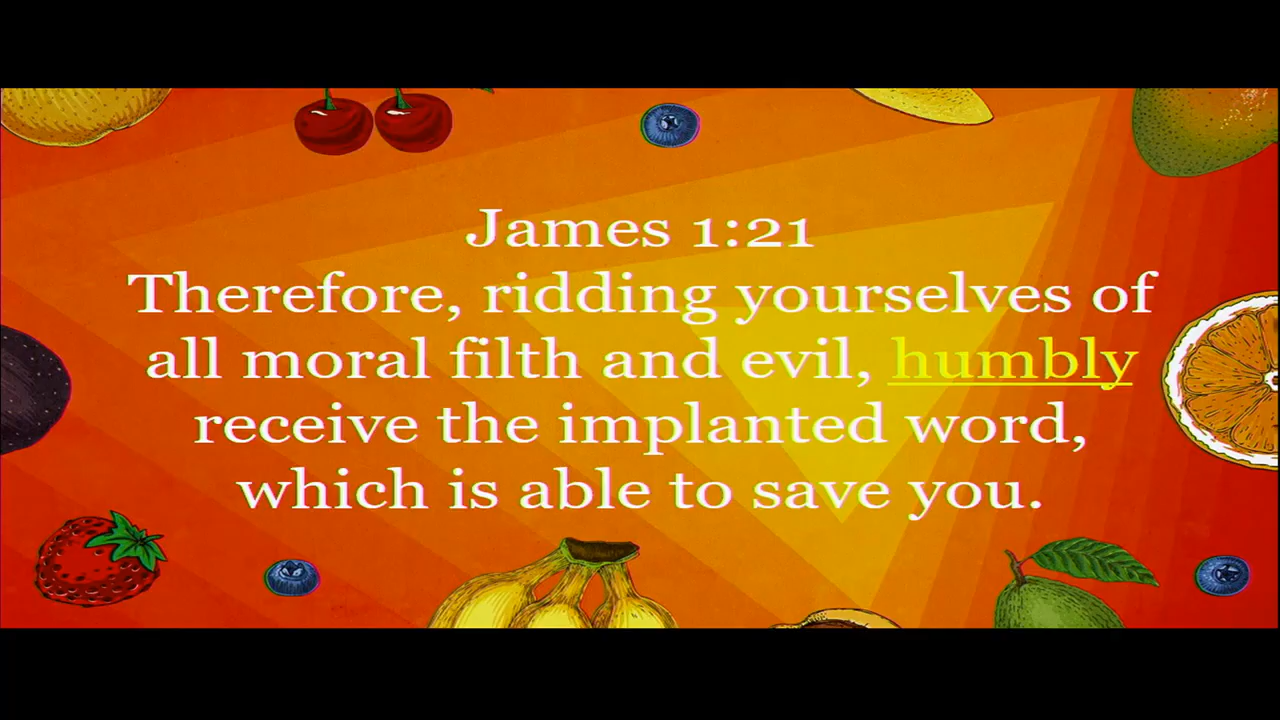 James 1:21
Therefore, ridding yourselves of
all moral filth and evil, humbly
receive the implanted word,
which is able to save you.